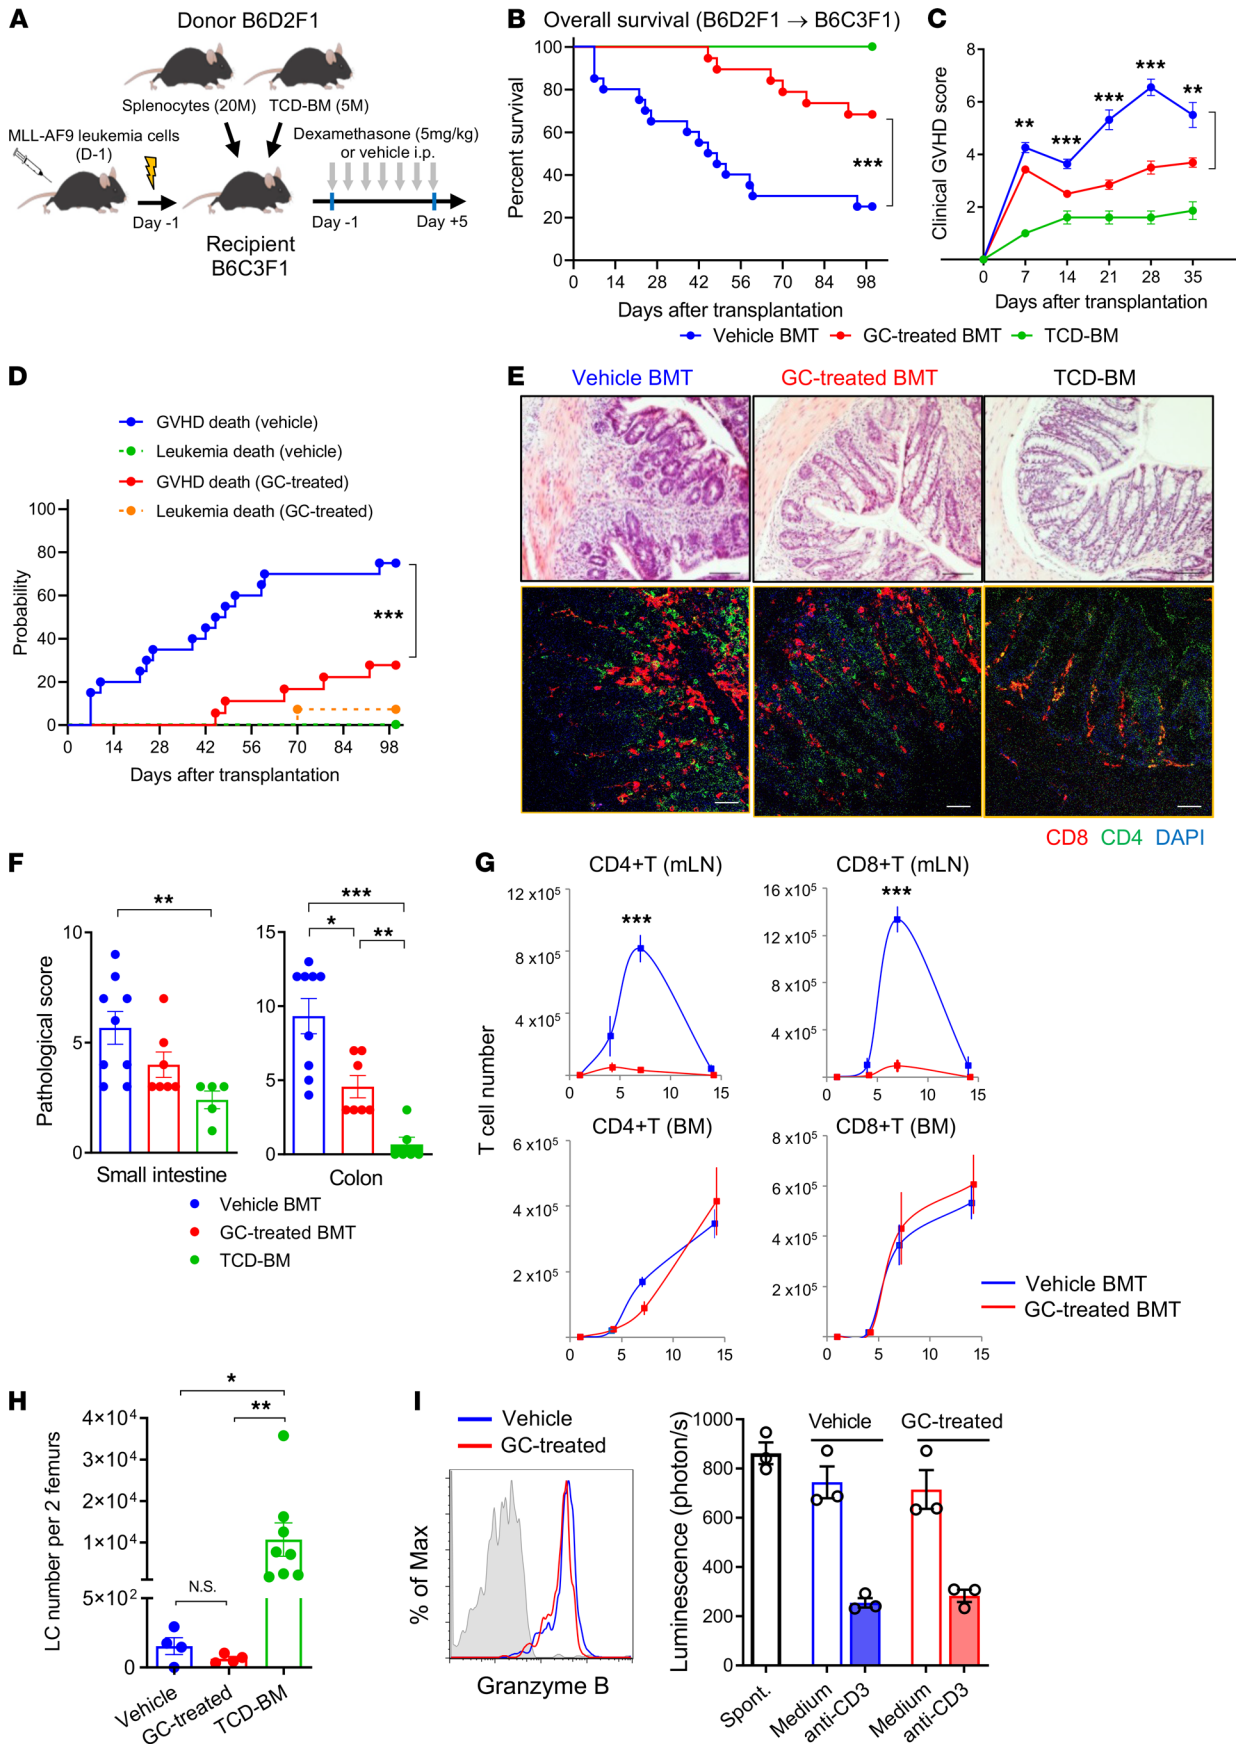 A
Donor B6D2F1
Splenocytes (20M)
TCD-BM (5M)
MLL-AF9 leukemia cells
(D-1)
Dexamethasone (5mg/kg)
or vehicle i.p.
Day -1
Day -1
Day +5
Recipient
B6C3F1
B
Overall survival (B6D2F1 → B6C3F1)
Percent survival
100
80
60
40
20
0
***
0 14 28 42 56 70 84 98
Days after transplantation
C
Clinical GVHD score
8
6
4
2
** *** *** *** **
0 7 14 21 28 35
Days after transplantation
Vehicle BMT GC-treated BMT TCD-BM
D
GVHD death (vehicle)
Leukemia death (vehicle)
GVHD death (GC-treated)
Leukemia death (GC-treated)
Probability
100
80
60
40
20
0
***
0 14 28 42 56 70 84 98
Days after transplantation
E
Vehicle BMT GC-treated BMT TCD-BM
CD8 CD4 DAPI
F
Pathological score
10
5
0
**
Small intestine
15
10
5
0
***
* **
Colon
Vehicle BMT
GC-treated BMT
TCD-BM
G
T cell number
CD4+T (mLN)
12 x10⁵
8 x10⁵
4 x10⁵
***
0 5 10 15
CD8+T (mLN)
16 x10⁵
12 x10⁵
8 x10⁵
4 x10⁵
***
0 5 10 15
CD4+T (BM)
6 x10⁵
4 x10⁵
2 x10⁵
0 5 10 15
CD8+T (BM)
8 x10⁵
6 x10⁵
4 x10⁵
2 x10⁵
0 5 10 15
Vehicle BMT
GC-treated BMT
H
LC number per 2 femurs
4×10⁴
3×10⁴
2×10⁴
1×10⁴
5×10²
0
*
**
N.S.
Vehicle
GC-treated
TCD-BM
I
Vehicle
GC-treated
% of Max
Granzyme B
Luminescence (photon/s)
1000
800
600
400
200
0
Vehicle GC-treated
Spont.
Medium
anti-CD3
Medium
anti-CD3